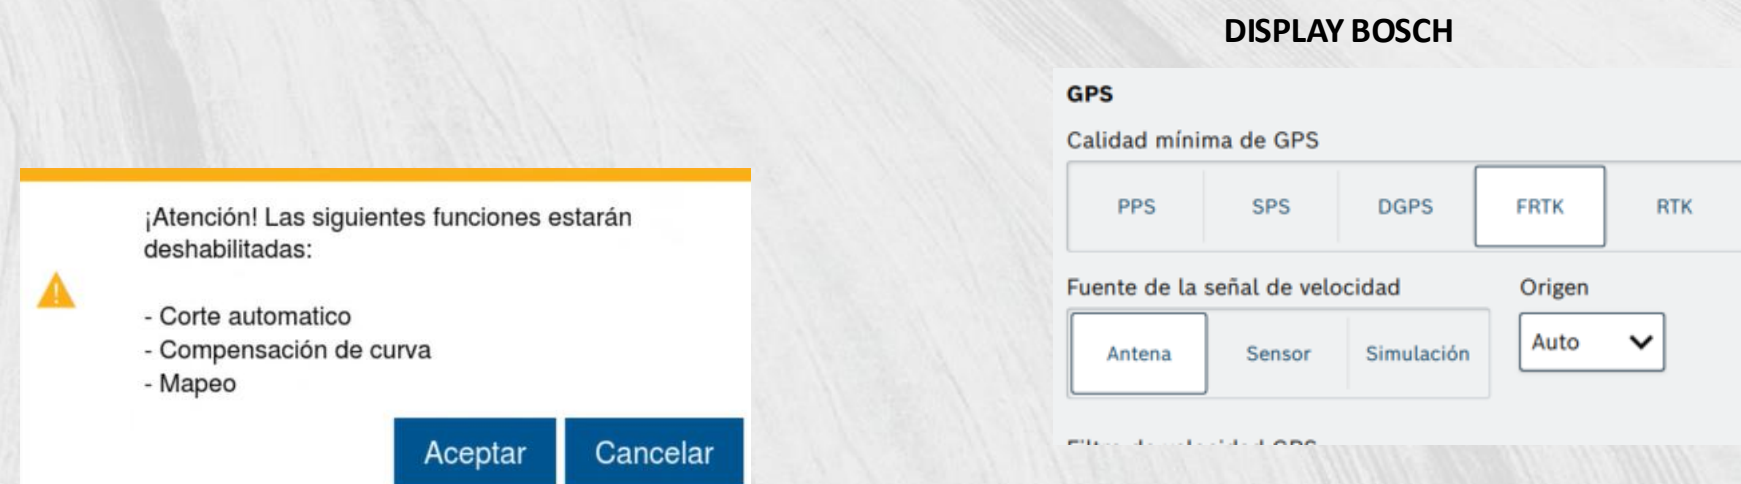 DISPLAY BOSCH
¡Atención! Las siguientes funciones estarán
deshabilitadas:
- Corte automatico
- Compensación de curva
- Mapeo
Aceptar Cancelar
GPS
Calidad mínima de GPS
PPS SPS DGPS FRTK RTK
Fuente de la señal de velocidad Origen
Antena Sensor Simulación Auto